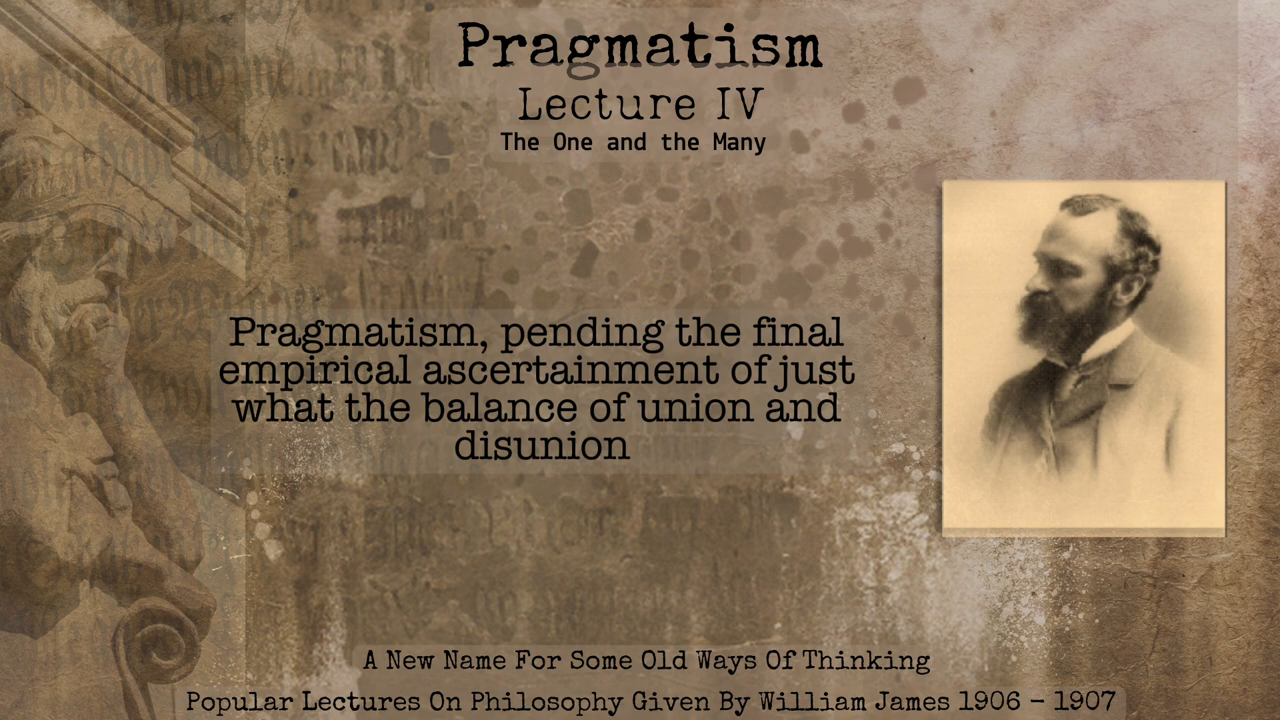 Pragmatism
Lecture IV
The One and the Many
Pragmatism, pending the final
empirical ascertainment of just
what the balance of union and
disunion
A New Name For Some Old Ways Of Thinking
Popular Lectures On Philosophy Given By William James 1906 - 1907